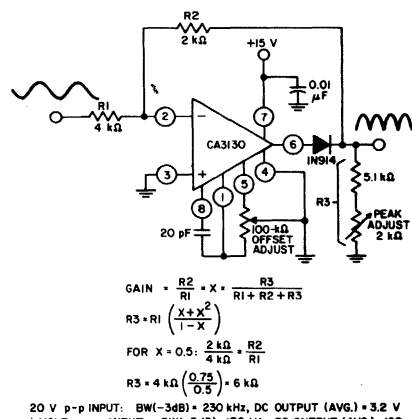 R2
2 kΩ
+15 V
0.01
μF
R1
4 kΩ
2
−
7
CA3130
6
1N914
3
+
4
5
8
1
20 pF
100-kΩ
OFFSET
ADJUST
R3
5.1 kΩ
PEAK
ADJUST
2 kΩ
GAIN = R2/R1 = X = R3/(R1 + R2 + R3)
R3 = R1 ((X + X²)/(1 − X))
FOR X = 0.5: 2 kΩ/4 kΩ = R2/R1
R3 = 4 kΩ (0.75/0.5) = 6 kΩ
20 V p-p INPUT: BW(-3dB) = 230 kHz, DC OUTPUT (AVG.) = 3.2 V